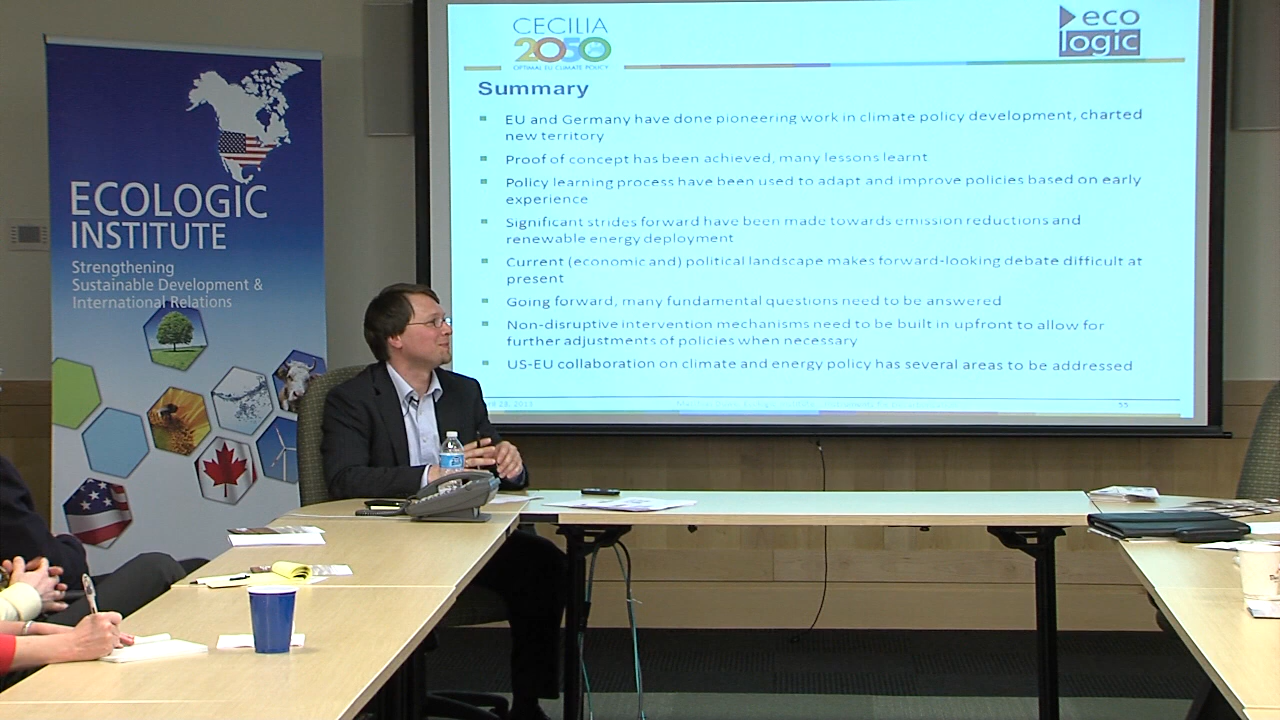 ECOLOGIC
INSTITUTE
Strengthening
Sustainable Development &
International Relations
CECILIA
2050
OPTIMAL EU CLIMATE POLICY
eco
logic
Summary
EU and Germany have done pioneering work in climate policy development, charted
new territory
Proof of concept has been achieved, many lessons learnt
Policy learning process have been used to adapt and improve policies based on early
experience
Significant strides forward have been made towards emission reductions and
renewable energy deployment
Current (economic and) political landscape makes forward-looking debate difficult at
present
Going forward, many fundamental questions need to be answered
Non-disruptive intervention mechanisms need to be built in upfront to allow for
further adjustments of policies when necessary
US-EU collaboration on climate and energy policy has several areas to be addressed
55